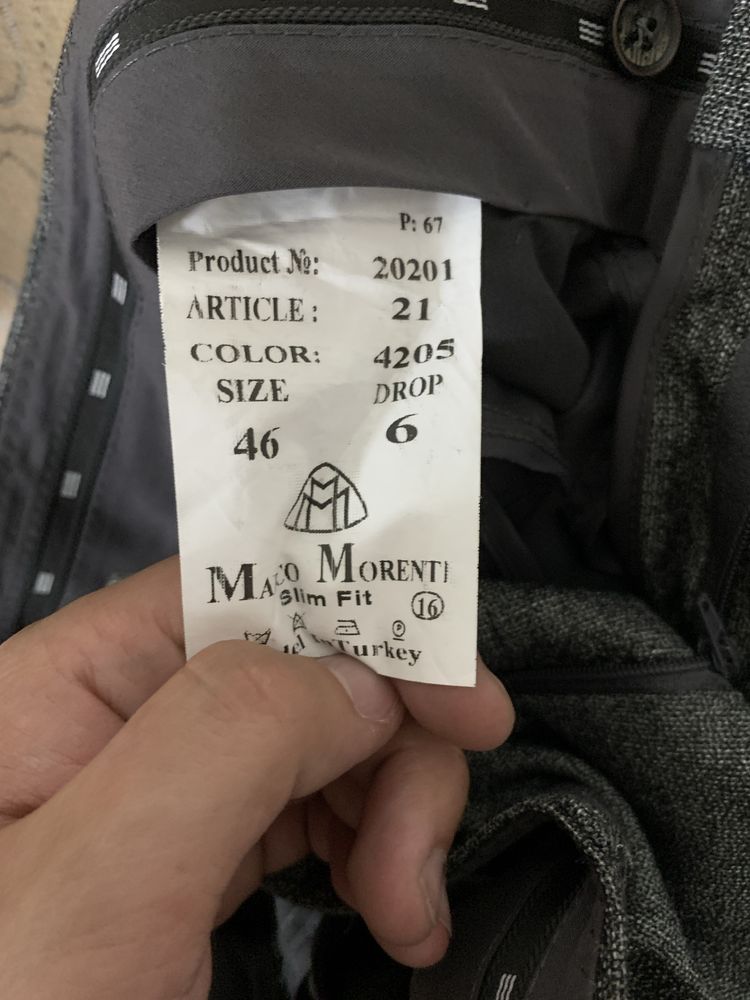 P: 67
Product №: 20201
ARTICLE: 21
COLOR: 4205
SIZE DROP
46 6
MORENTI
Slim Fit 16
Turkey